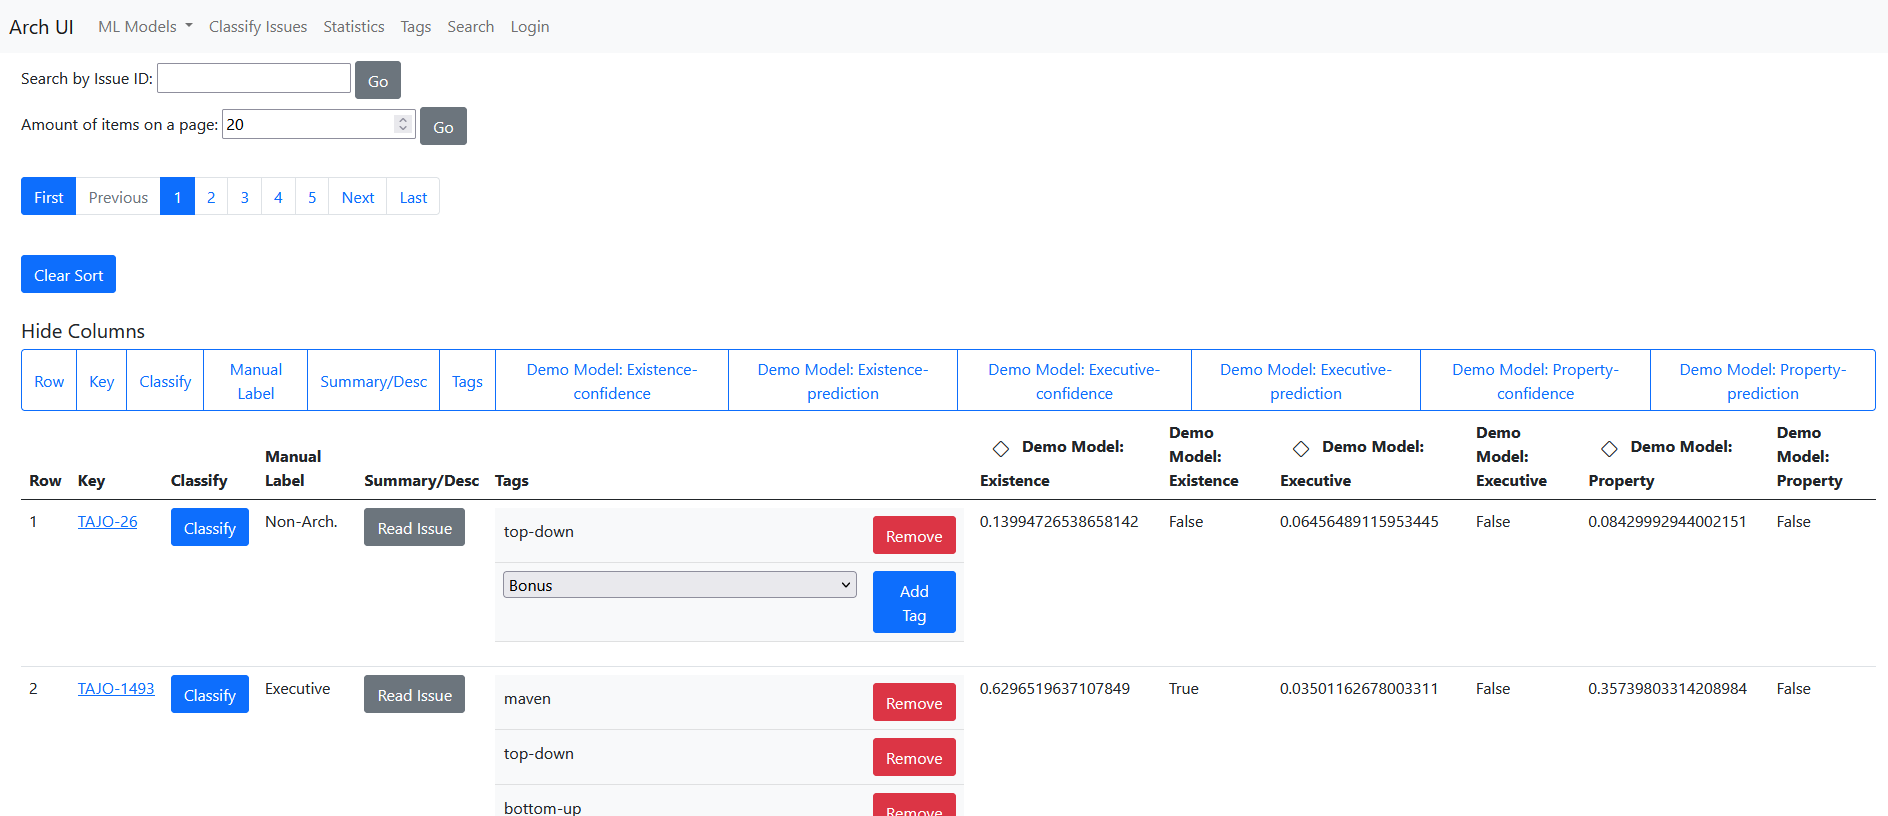 Arch UI ML Models Classify Issues Statistics Tags Search Login
Search by Issue ID: Go
Amount of items on a page: 20 Go
First Previous 1 2 3 4 5 Next Last
Clear Sort
Hide Columns
Row Key Classify Manual Label Summary/Desc Tags Demo Model: Existence-confidence Demo Model: Existence-prediction Demo Model: Executive-confidence Demo Model: Executive-prediction Demo Model: Property-confidence Demo Model: Property-prediction
Row Key Classify Manual Label Summary/Desc Tags Demo Model: Existence Demo Model: Existence Demo Model: Executive Demo Model: Executive Demo Model: Property Demo Model: Property
1 TAJO-26 Classify Non-Arch. Read Issue top-down Remove 0.13994726538658142 False 0.06456489115953445 False 0.08429992944002151 False
Bonus Add Tag
2 TAJO-1493 Classify Executive Read Issue maven Remove 0.6296519637107849 True 0.03501162678003311 False 0.35739803314208984 False
top-down Remove
bottom-up Remove